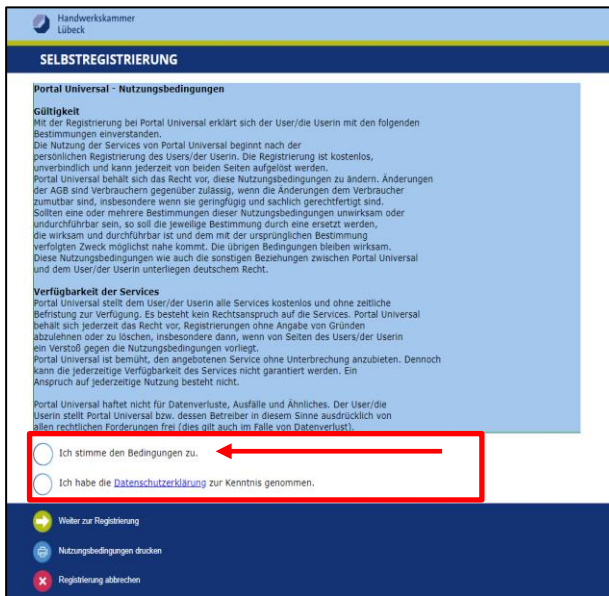 Handwerkskammer
Lübeck
SELBSTREGISTRIERUNG
Portal Universal - Nutzungsbedingungen
Gültigkeit
Mit der Registrierung bei Portal Universal erklärt sich der User/die Userin mit den folgenden
Bestimmungen einverstanden.
Die Nutzung der Services von Portal Universal beginnt nach der
persönlichen Registrierung des Users/der Userin. Die Registrierung ist kostenlos,
unverbindlich und kann jederzeit von beiden Seiten aufgelöst werden.
Portal Universal behält sich das Recht vor, diese Nutzungsbedingungen zu ändern. Änderungen
der AGB sind Verbrauchern gegenüber zulässig, wenn die Änderungen dem Verbraucher
zumutbar sind, insbesondere wenn sie geringfügig und sachlich gerechtfertigt sind.
Sollten eine oder mehrere Bestimmungen dieser Nutzungsbedingungen unwirksam oder
undurchführbar sein, so soll die jeweilige Bestimmung durch eine ersetzt werden,
die wirksam und durchführbar ist und dem mit der ursprünglichen Bestimmung
verfolgten Zweck möglichst nahe kommt. Die übrigen Bedingungen bleiben wirksam.
Diese Nutzungsbedingungen wie auch die sonstigen Beziehungen zwischen Portal Universal
und dem User/der Userin unterliegen deutschem Recht.
Verfügbarkeit der Services
Portal Universal stellt dem User/der Userin alle Services kostenlos und ohne zeitliche
Befristung zur Verfügung. Es besteht kein Rechtsanspruch auf die Services. Portal Universal
behält sich jederzeit das Recht vor, Registrierungen ohne Angabe von Gründen
abzulehnen oder zu löschen, insbesondere dann, wenn von Seiten des Users/der Userin
ein Verstoß gegen die Nutzungsbedingungen vorliegt.
Portal Universal ist bemüht, den angebotenen Service ohne Unterbrechung anzubieten. Dennoch
kann die jederzeitige Verfügbarkeit des Services nicht garantiert werden. Ein
Anspruch auf jederzeitige Nutzung besteht nicht.
Portal Universal haftet nicht für Datenverluste, Ausfälle und Ähnliches. Der User/die
Userin stellt Portal Universal bzw. dessen Betreiber in diesem Sinne ausdrücklich von
allen rechtlichen Forderungen frei (dies gilt auch im Falle von Datenverlust).
Ich stimme den Bedingungen zu.
Ich habe die Datenschutzerklärung zur Kenntnis genommen.
Weiter zur Registrierung
Nutzungsbedingungen drucken
Registrierung abbrechen